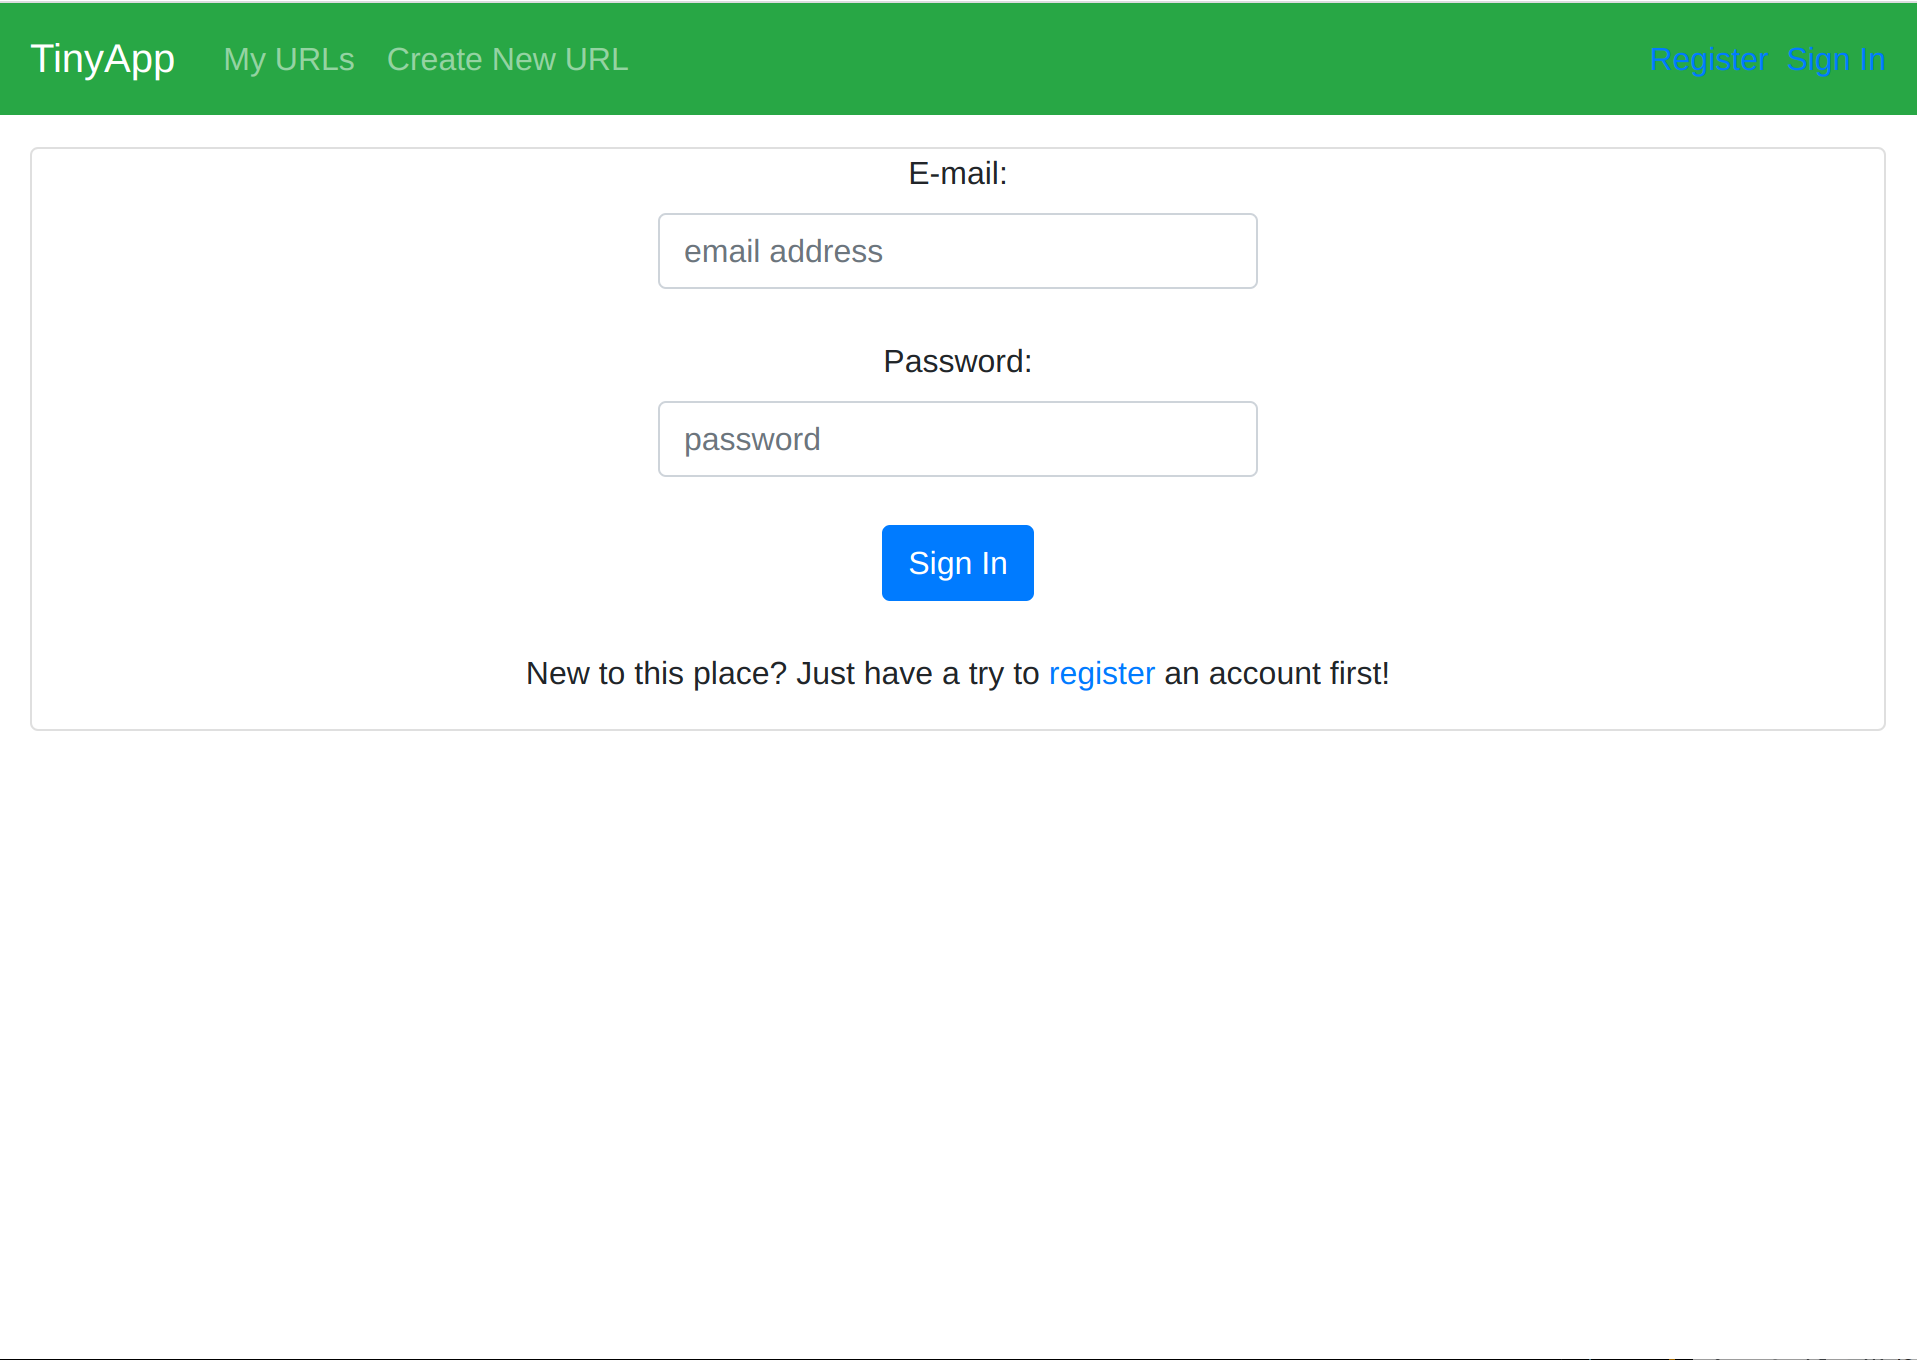 TinyApp My URLs Create New URL Register Sign In
E-mail:
email address
Password:
password
Sign In
New to this place? Just have a try to register an account first!